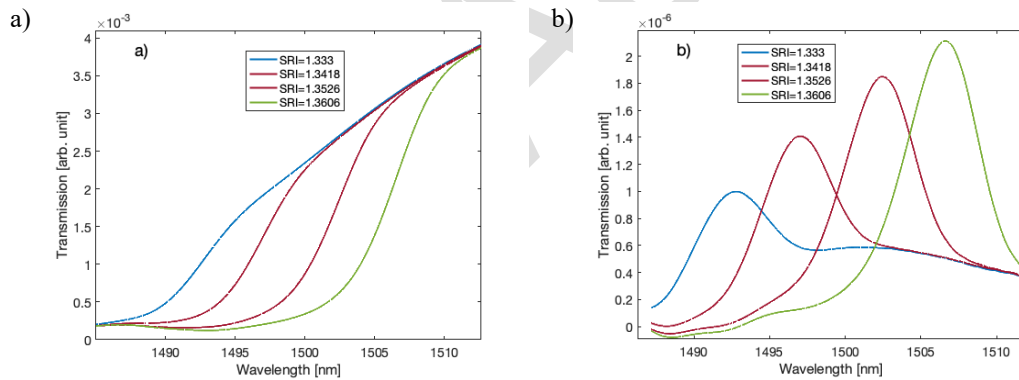 a)
×10⁻³
a)
SRI=1.333
SRI=1.3418
SRI=1.3526
SRI=1.3606
Transmission [arb. unit]
4
3.5
3
2.5
2
1.5
1
0.5
0
1490 1495 1500 1505 1510
Wavelength [nm]
b)
×10⁻⁶
b)
SRI=1.333
SRI=1.3418
SRI=1.3526
SRI=1.3606
Transmission [arb. unit]
2
1.8
1.6
1.4
1.2
1
0.8
0.6
0.4
0.2
0
1490 1495 1500 1505 1510
Wavelength [nm]